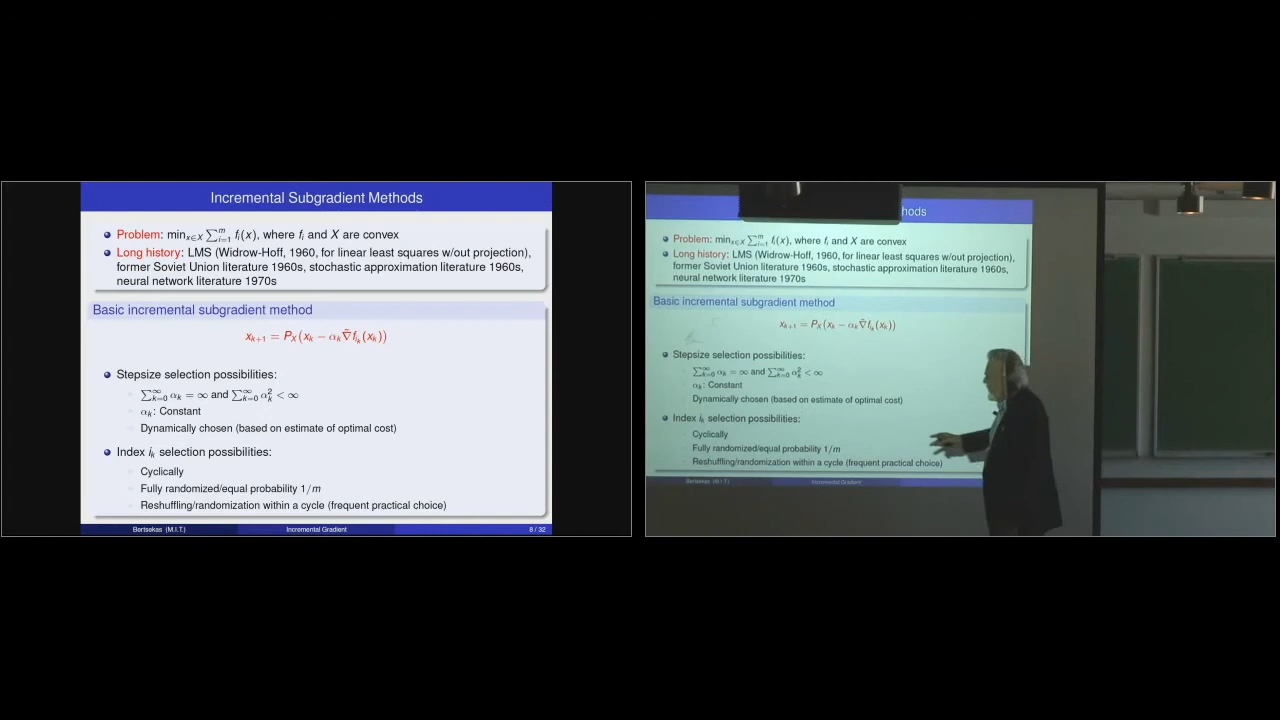 Incremental Subgradient Methods
Problem: min_{x∈X} ∑_{i=1}^{m} f_i(x), where f_i and X are convex
Long history: LMS (Widrow-Hoff, 1960, for linear least squares w/out projection),
former Soviet Union literature 1960s, stochastic approximation literature 1960s,
neural network literature 1970s
Basic incremental subgradient method
x_{k+1} = P_X(x_k − α_k ∇̃f_{i_k}(x_k))
Stepsize selection possibilities:
∑_{k=0}^{∞} α_k = ∞ and ∑_{k=0}^{∞} α_k^2 < ∞
α_k: Constant
Dynamically chosen (based on estimate of optimal cost)
Index i_k selection possibilities:
Cyclically
Fully randomized/equal probability 1/m
Reshuffling/randomization within a cycle (frequent practical choice)
Bertsekas (M.I.T.) Incremental Gradient 8 / 32
hods
Problem: min_{x∈X} ∑_{i=1}^{m} f_i(x), where f_i and X are convex
Long history: LMS (Widrow-Hoff, 1960, for linear least squares w/out projection),
former Soviet Union literature 1960s, stochastic approximation literature 1960s,
neural network literature 1970s
Basic incremental subgradient method
x_{k+1} = P_X(x_k − α_k ∇̃f_{i_k}(x_k))
Stepsize selection possibilities:
∑_{k=0}^{∞} α_k = ∞ and ∑_{k=0}^{∞} α_k^2 < ∞
α_k: Constant
Dynamically chosen (based on estimate of optimal cost)
Index i_k selection possibilities:
Cyclically
Fully randomized/equal probability 1/m
Reshuffling/randomization within a cycle (frequent practical choice)
Bertsekas (M.I.T.) Incremental Gradient